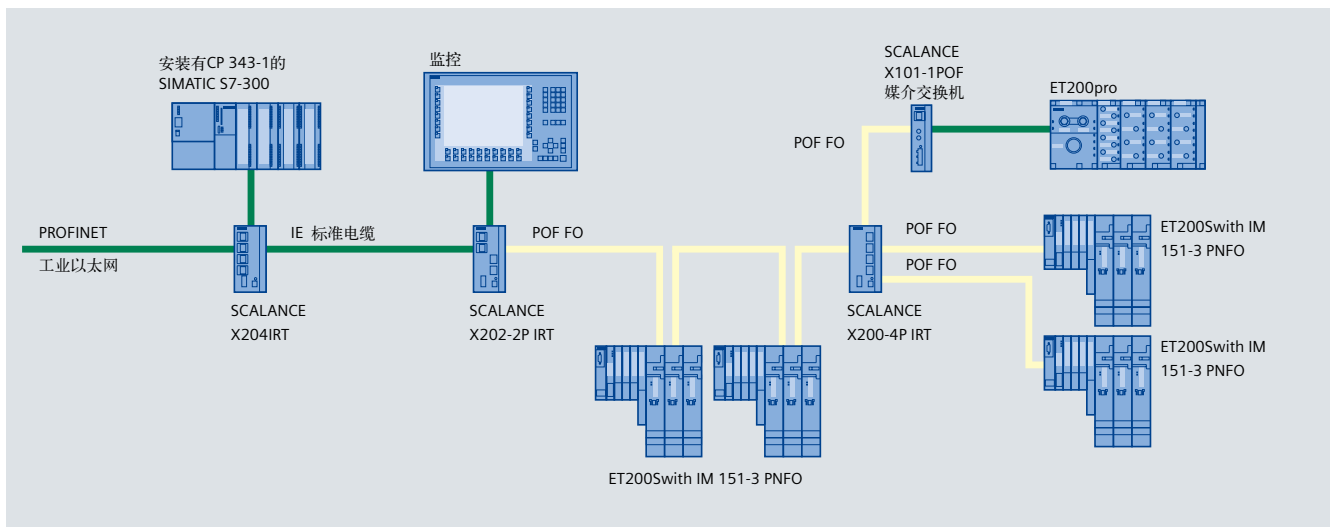 安装有CP 343-1的
SIMATIC S7-300
监控
SCALANCE
X101-1POF
媒介交换机
ET200pro
POF FO
PROFINET
工业以太网
IE 标准电缆
POF FO
POF FO
POF FO
ET200Swith IM
151-3 PNFO
SCALANCE
X204IRT
SCALANCE
X202-2P IRT
SCALANCE
X200-4P IRT
ET200Swith IM
151-3 PNFO
ET200Swith IM 151-3 PNFO